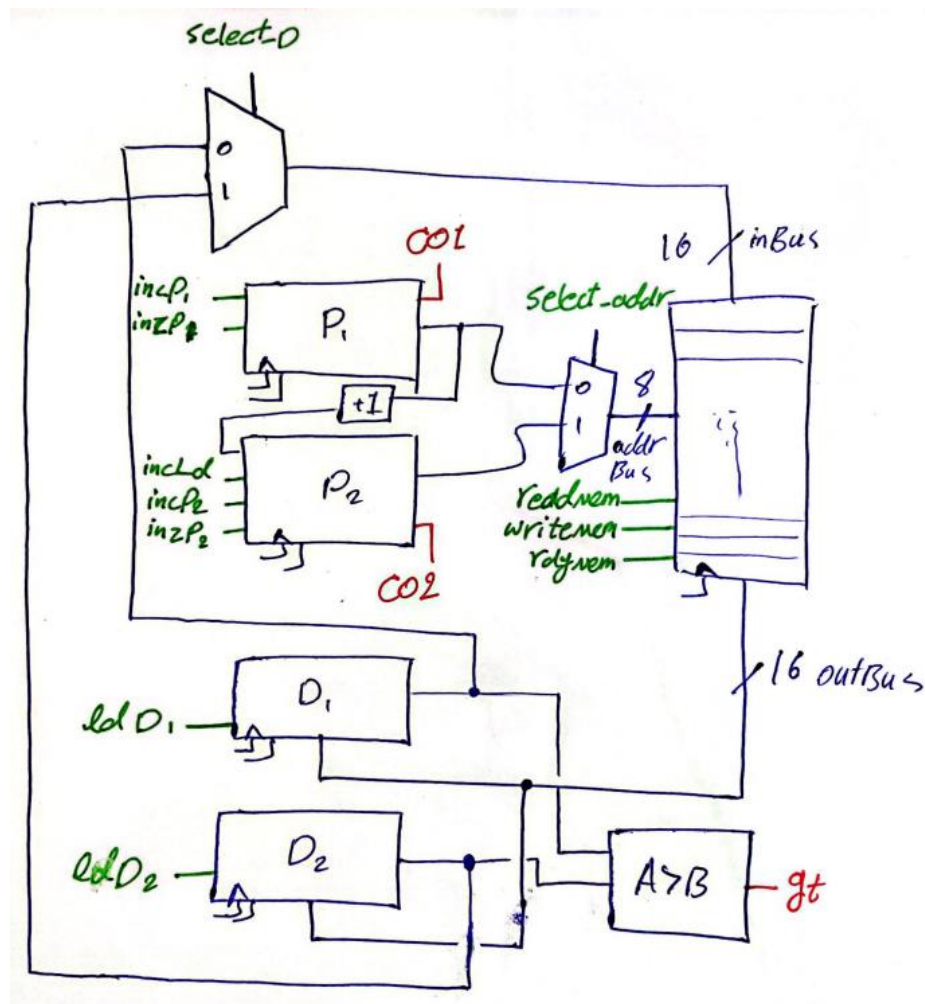 select_D
0
1
16
inBus
CO1
incP1
inzP1
P1
select_addr
0
1
8
addr
Bus
+1
incLd
incP2
inzP2
P2
CO2
readmem
writemem
rdymem
16 outBus
D1
ldD1
D2
ldD2
A>B
gt